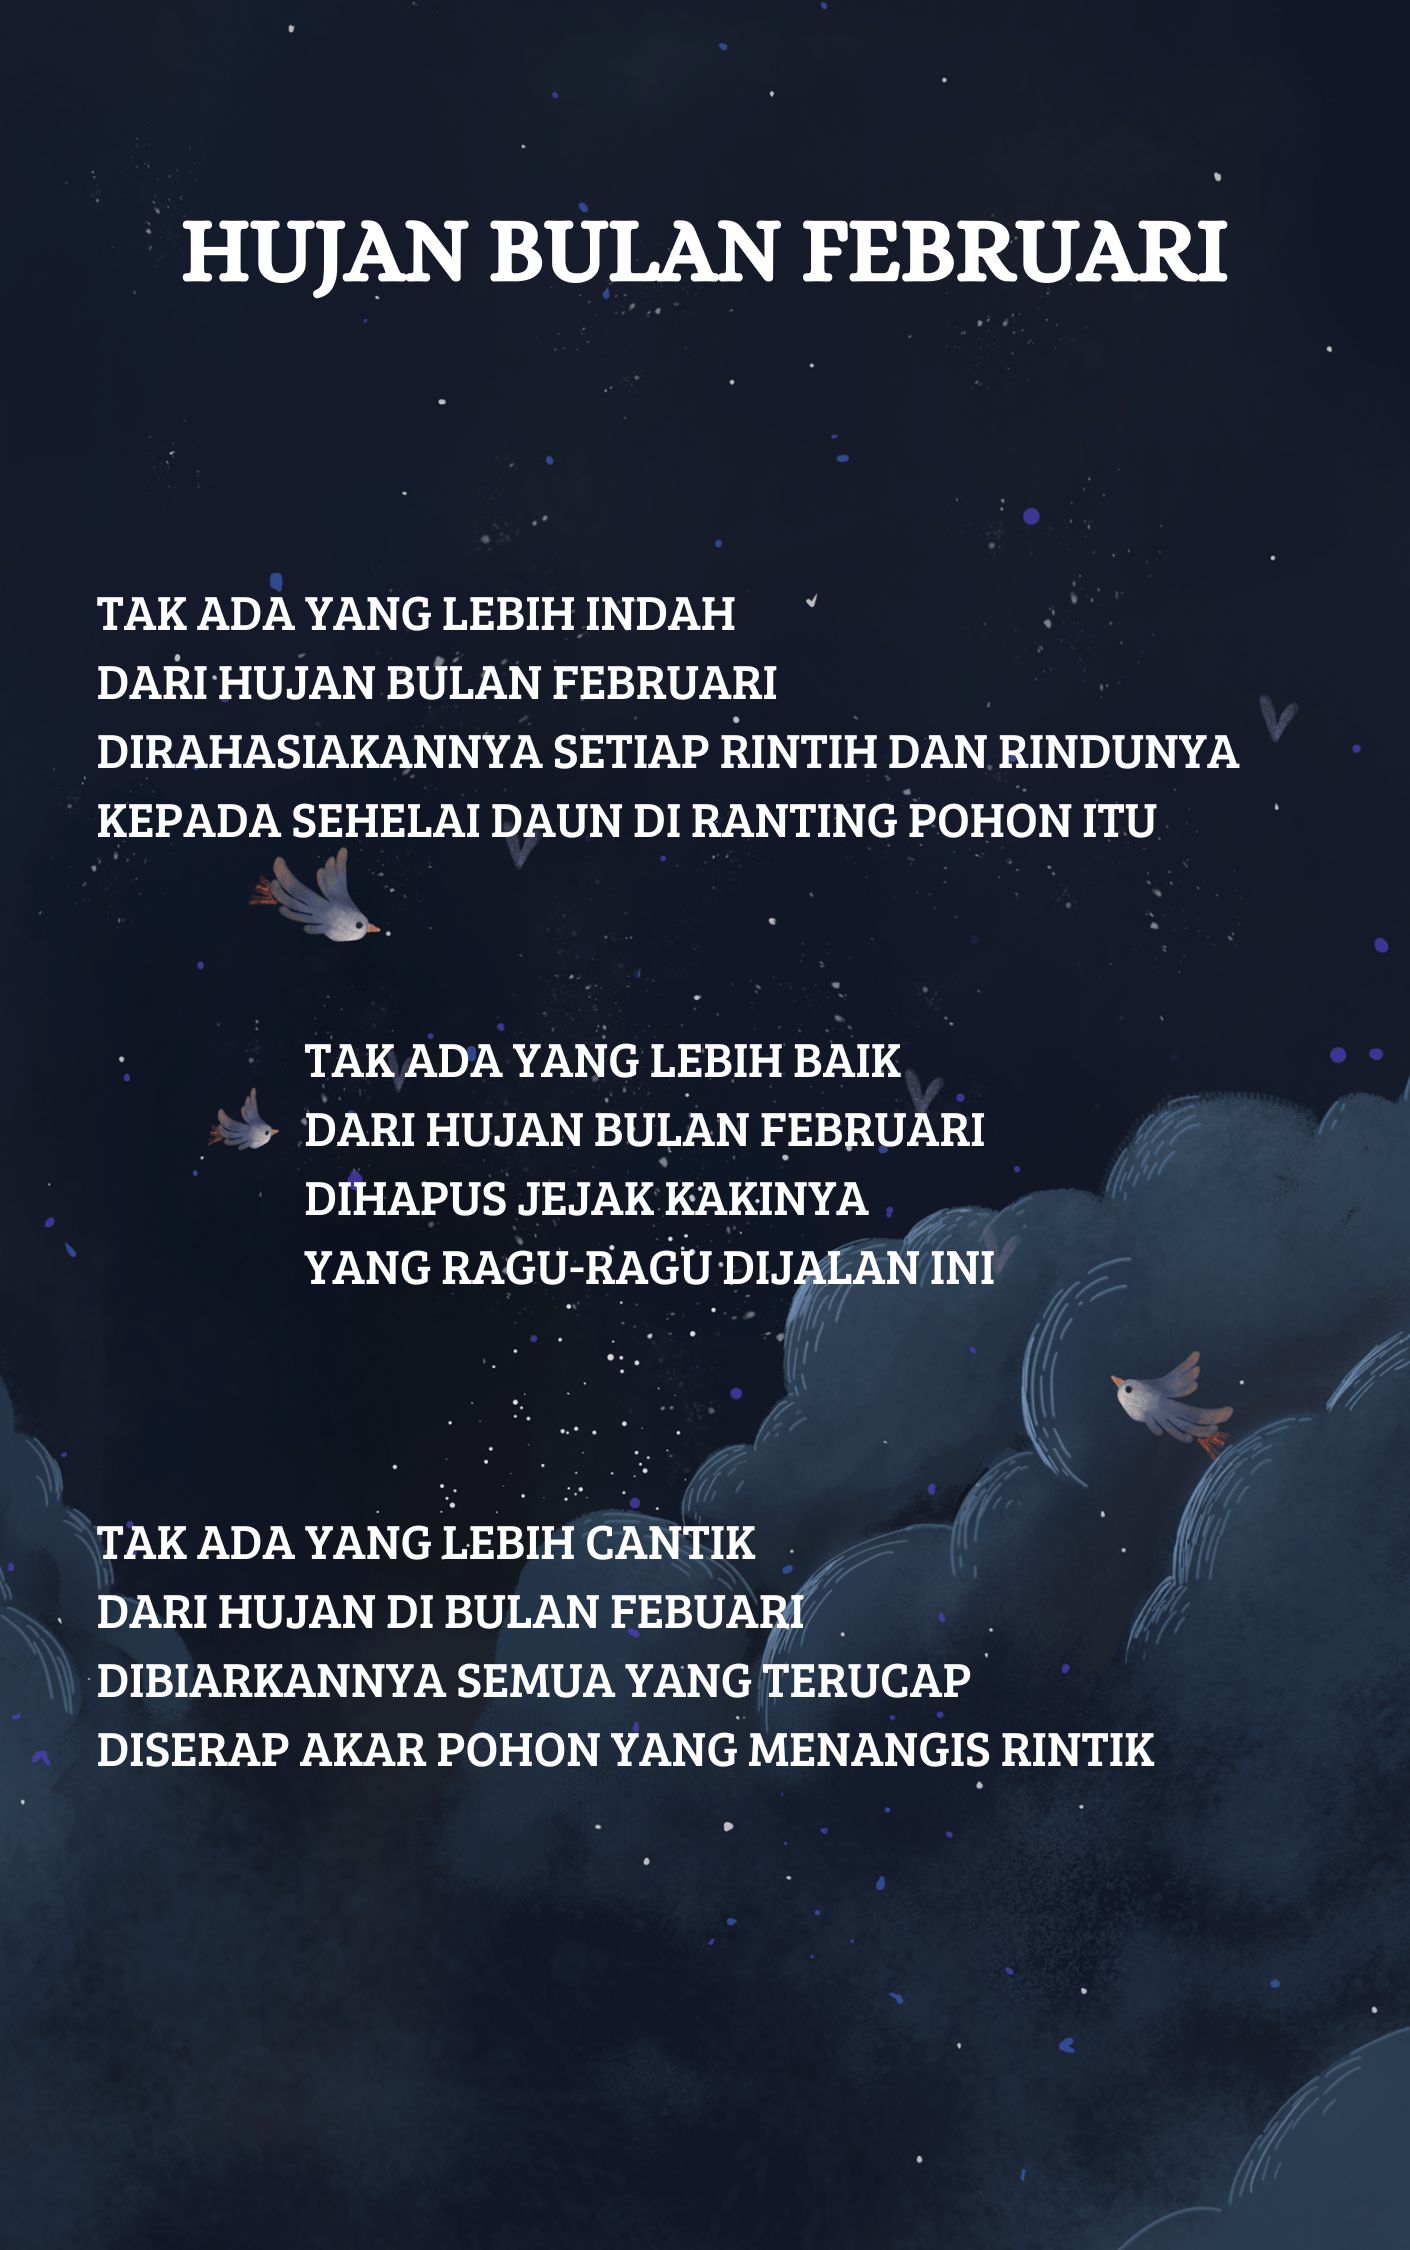 HUJAN BULAN FEBRUARI
TAK ADA YANG LEBIH INDAH
DARI HUJAN BULAN FEBRUARI
DIRAHASIAKANNYA SETIAP RINTIH DAN RINDUNYA
KEPADA SEHELAI DAUN DI RANTING POHON ITU
TAK ADA YANG LEBIH BAIK
DARI HUJAN BULAN FEBRUARI
DIHAPUS JEJAK KAKINYA
YANG RAGU-RAGU DIJALAN INI
TAK ADA YANG LEBIH CANTIK
DARI HUJAN DI BULAN FEBUARI
DIBIARKANNYA SEMUA YANG TERUCAP
DISERAP AKAR POHON YANG MENANGIS RINTIK